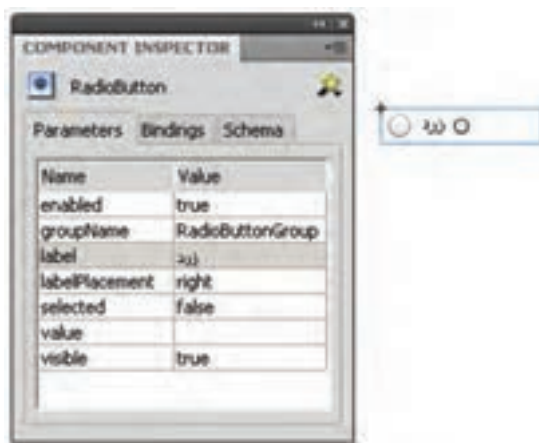 COMPONENT INSPECTOR
RadioButton
Parameters Bindings Schema
Name Value
enabled true
groupName RadioButtonGroup
label زرد
labelPlacement right
selected false
value
visible true
زرد